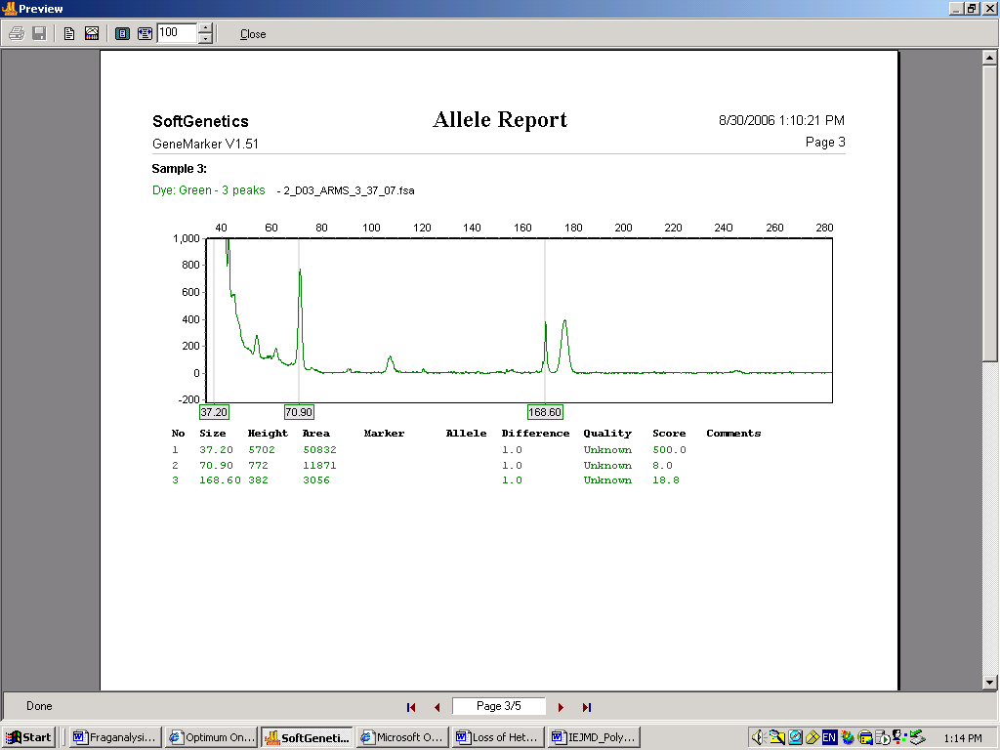 Preview
100 Close
SoftGenetics Allele Report 8/30/2006 1:10:21 PM
GeneMarker V1.51 Page 3
Sample 3:
Dye: Green - 3 peaks - 2_D03_ARMS_3_37_07.fsa
40 60 80 100 120 140 160 180 200 220 240 260 280
1,000
800
600
400
200
0
-200
37.20 70.90 168.60
No Size Height Area Marker Allele Difference Quality Score Comments
1 37.20 5702 50832 1.0 Unknown 500.0
2 70.90 772 11871 1.0 Unknown 8.0
3 168.60 382 3056 1.0 Unknown 18.8
Done Page 3/5
Start Fraganalysi... Optimum On... SoftGeneti... Microsoft O... Loss of Het... IEJMD_Poly... EN 1:14 PM